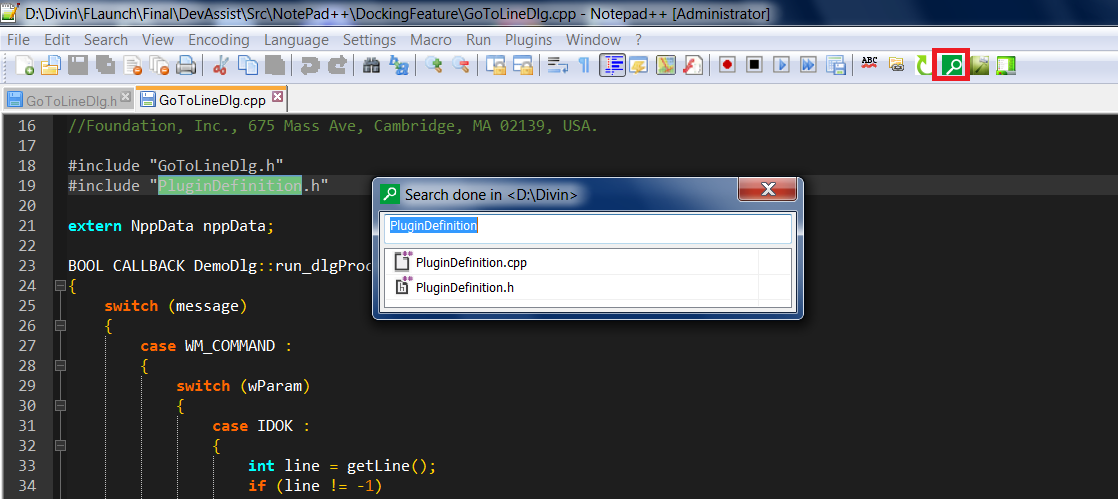 D:\Divin\FLaunch\Final\DevAssist\Src\NotePad++\DockingFeature\GoToLineDlg.cpp - Notepad++ [Administrator]
File Edit Search View Encoding Language Settings Macro Run Plugins Window ?
ABC
GoToLineDlg.h GoToLineDlg.cpp
16 //Foundation, Inc., 675 Mass Ave, Cambridge, MA 02139, USA.
17
18 #include "GoToLineDlg.h"
19 #include "PluginDefinition.h"
20
21 extern NppData nppData;
22
23 BOOL CALLBACK DemoDlg::run_dlgProc
24 {
25 switch (message)
26 {
27 case WM_COMMAND :
28 {
29 switch (wParam)
30 {
31 case IDOK :
32 {
33 int line = getLine();
34 if (line != -1)
Search done in <D:\Divin>
PluginDefinition
PluginDefinition.cpp
PluginDefinition.h